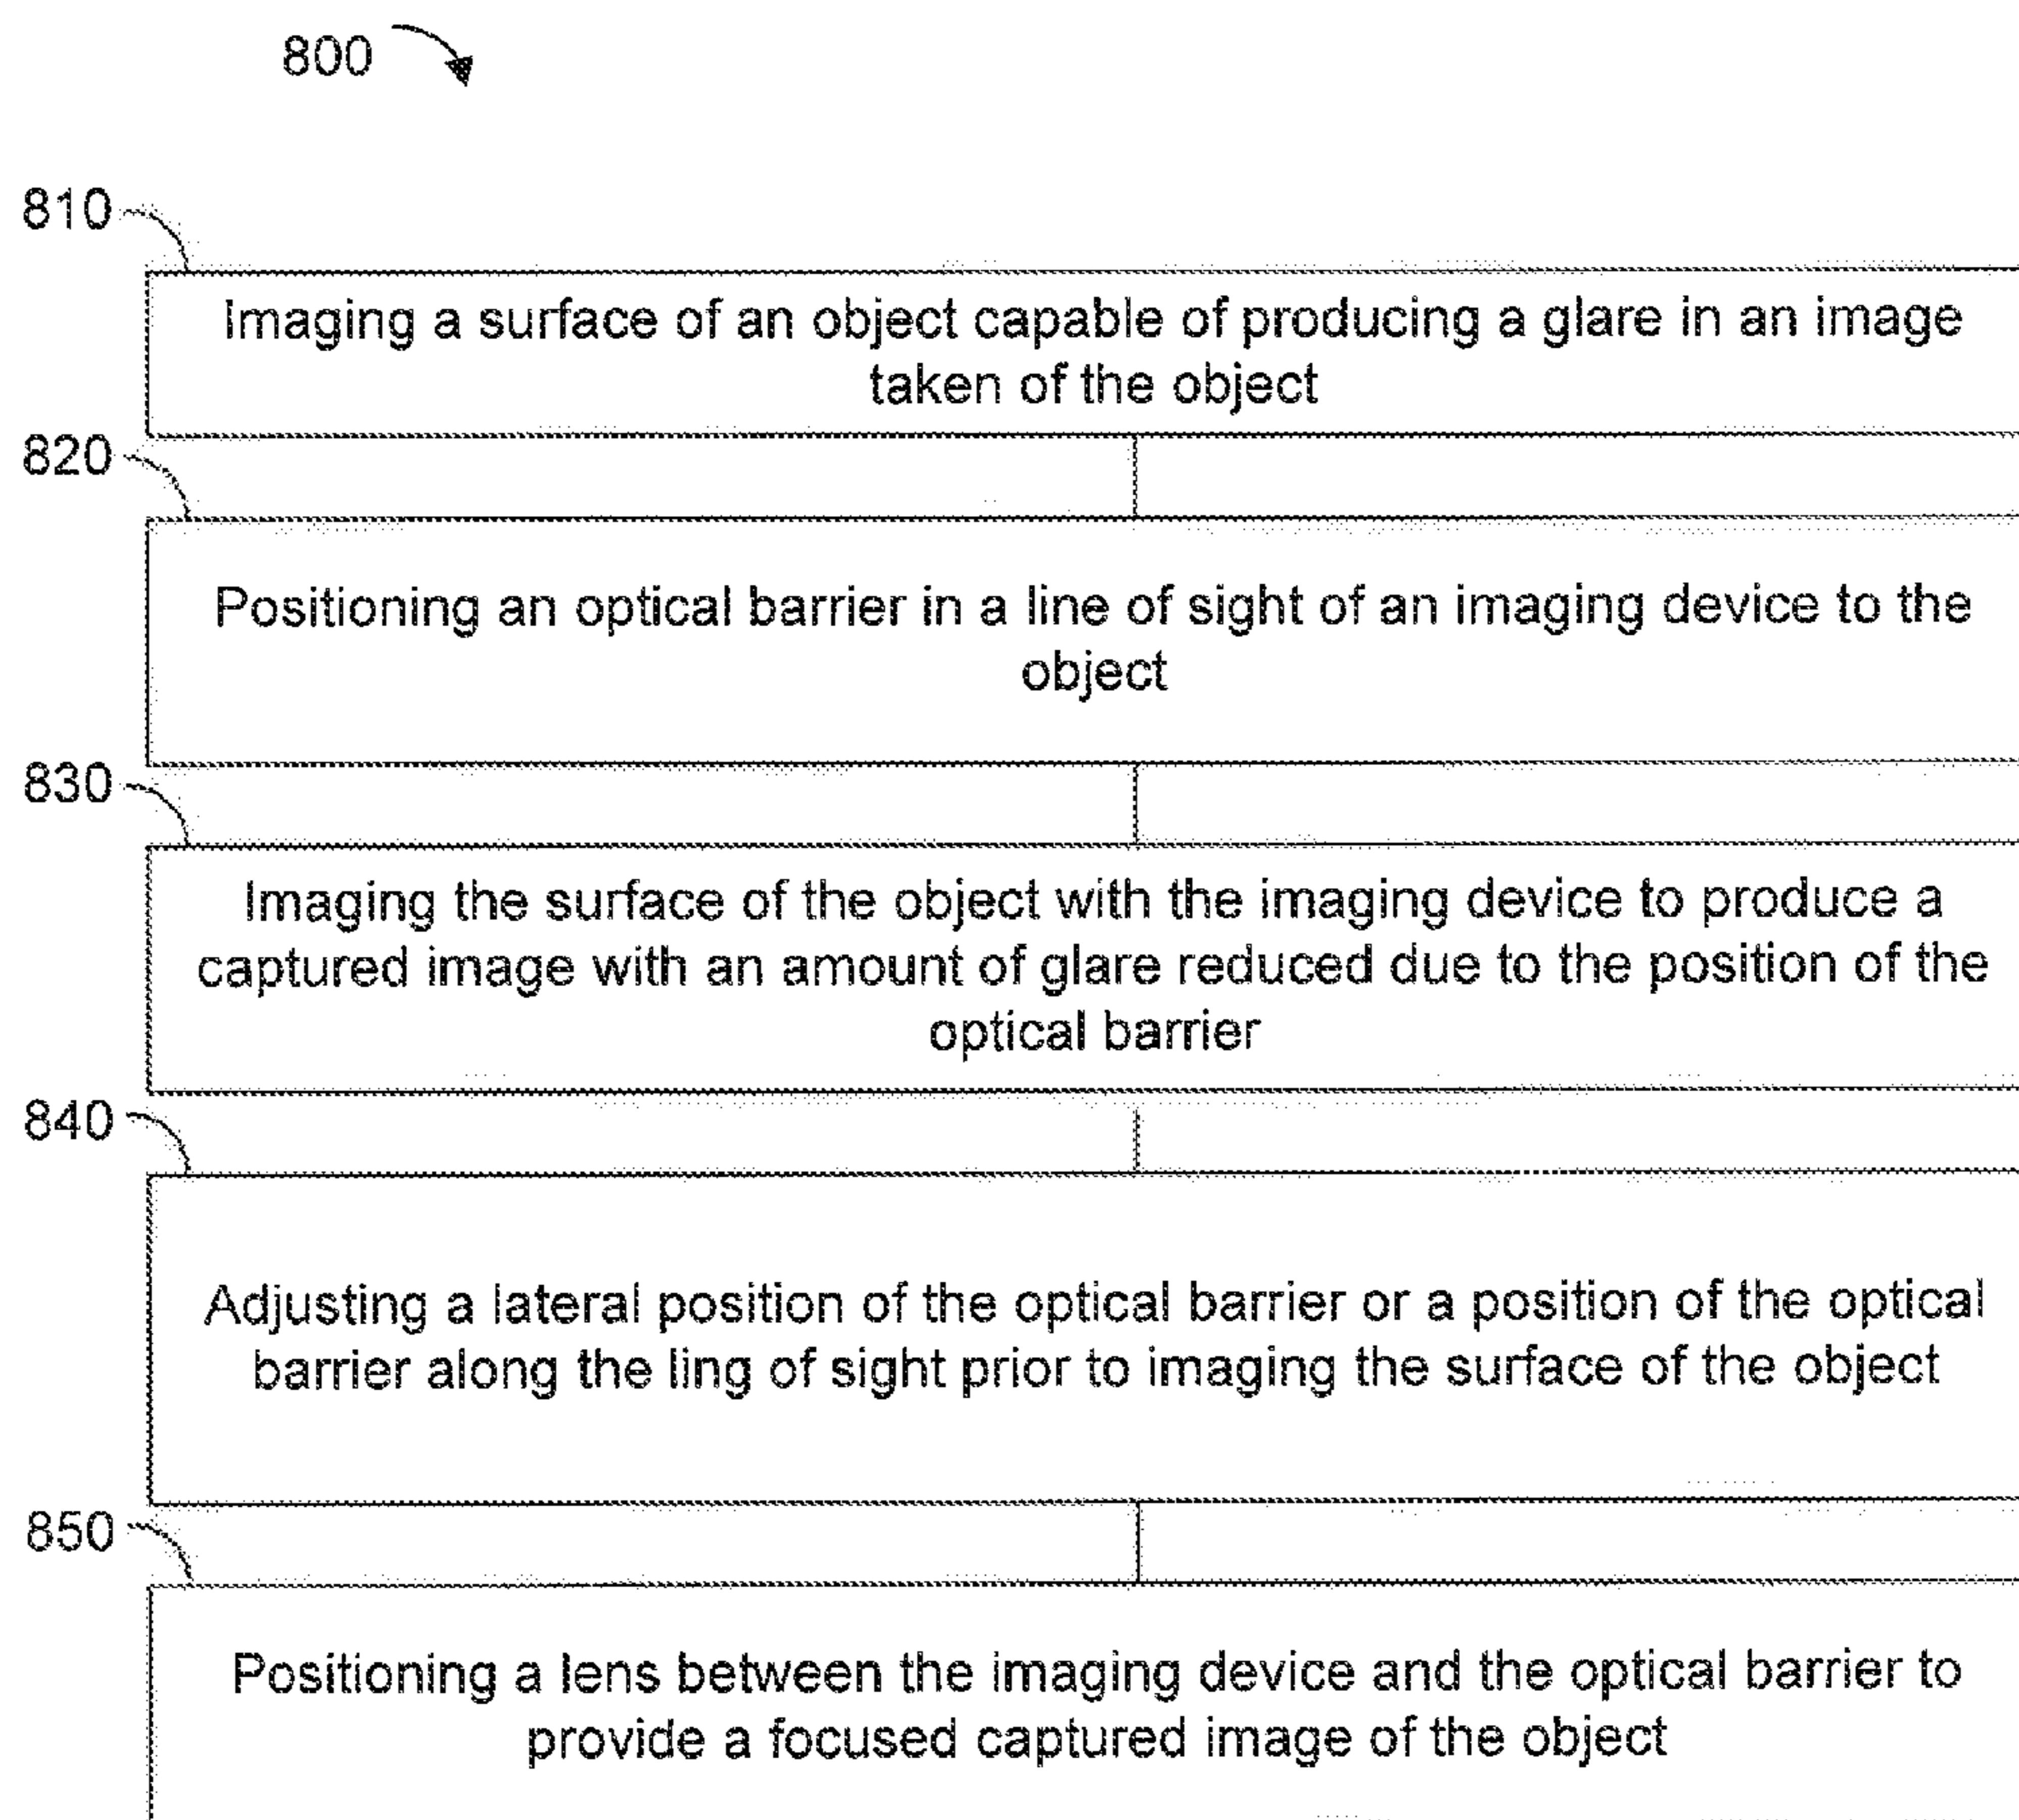 800
810
Imaging a surface of an object capable of producing a glare in an image
taken of the object
820
Positioning an optical barrier in a line of sight of an imaging device to the
object
830
Imaging the surface of the object with the imaging device to produce a
captured image with an amount of glare reduced due to the position of the
optical barrier
840
Adjusting a lateral position of the optical barrier or a position of the optical
barrier along the ling of sight prior to imaging the surface of the object
850
Positioning a lens between the imaging device and the optical barrier to
provide a focused captured image of the object